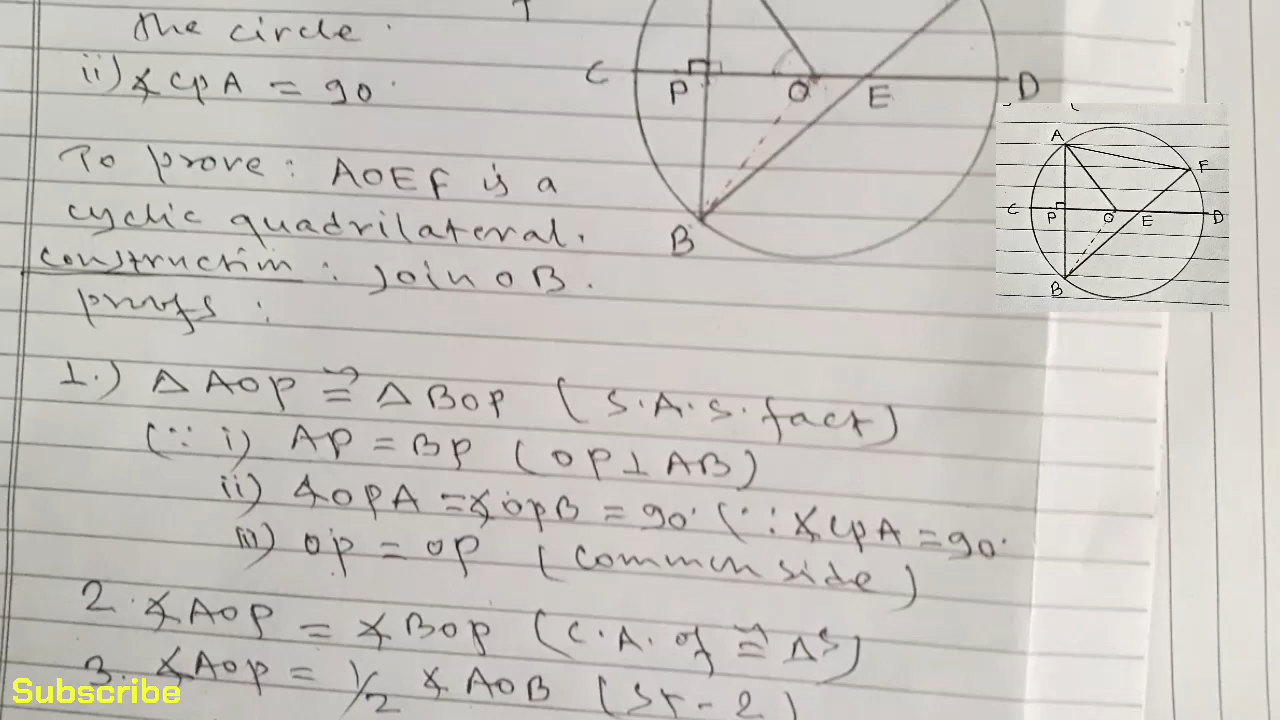 the circle.
ii) ∡CPA = 90°
C P O E D
B
To prove: AOEF is a
cyclic quadrilateral.
construction: Join OB.
proofs:
A F
C P O E D
B
1.) △AOP ≅ △BOP (S.A.S. fact)
(∵ i) AP = BP (OP⊥AB)
ii) ∡OPA = ∡OPB = 90° (∵ ∡CPA = 90°
iii) OP = OP (common side)
2. ∡AOP = ∡BOP (C.A. of ≅ △s)
3. ∡AOP = 1/2 ∡AOB (St-2)
Subscribe